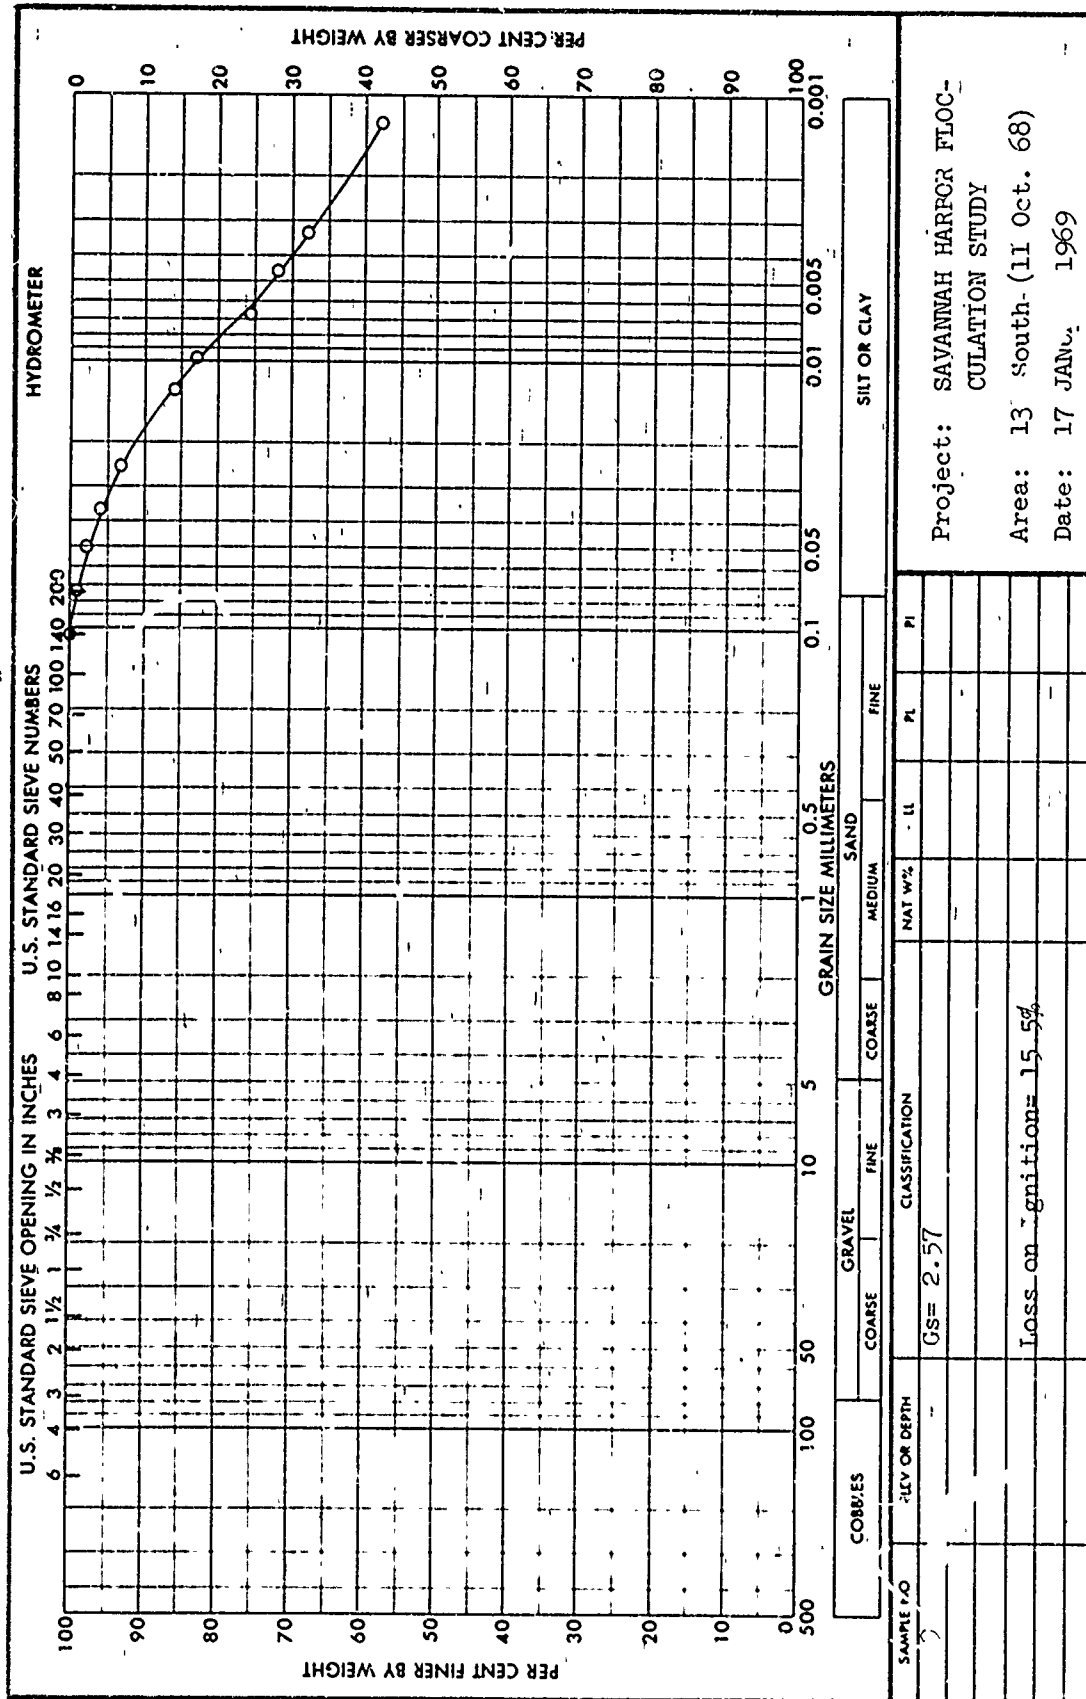 U.S. STANDARD SIEVE OPENING IN INCHES
U.S. STANDARD SIEVE NUMBERS
HYDROMETER
6 4 3 2 1½ 1 ¾ ½ ⅜ 3 4 6 8 10 14 16 20 30 40 50 70 100 140 200
PER CENT FINER BY WEIGHT
100
90
80
70
60
50
40
30
20
10
0
PER CENT COARSER BY WEIGHT
0
10
20
30
40
50
60
70
80
90
100
500 100 50 10 5 1 0.5 0.1 0.05 0.01 0.005 0.001
GRAIN SIZE MILLIMETERS
COBBLES
GRAVEL
COARSE
FINE
SAND
COARSE
MEDIUM
FINE
SILT OR CLAY
SAMPLE NO
ELEV OR DEPTH
CLASSIFICATION
NAT W%
LL
PL
PI
Gs= 2.57
Loss on Ignition= 15.5%
Project: SAVANNAH HARBOR FLOC-
CULATION STUDY
Area: 13 South (11 Oct. 68)
Date: 17 JAN. 1969